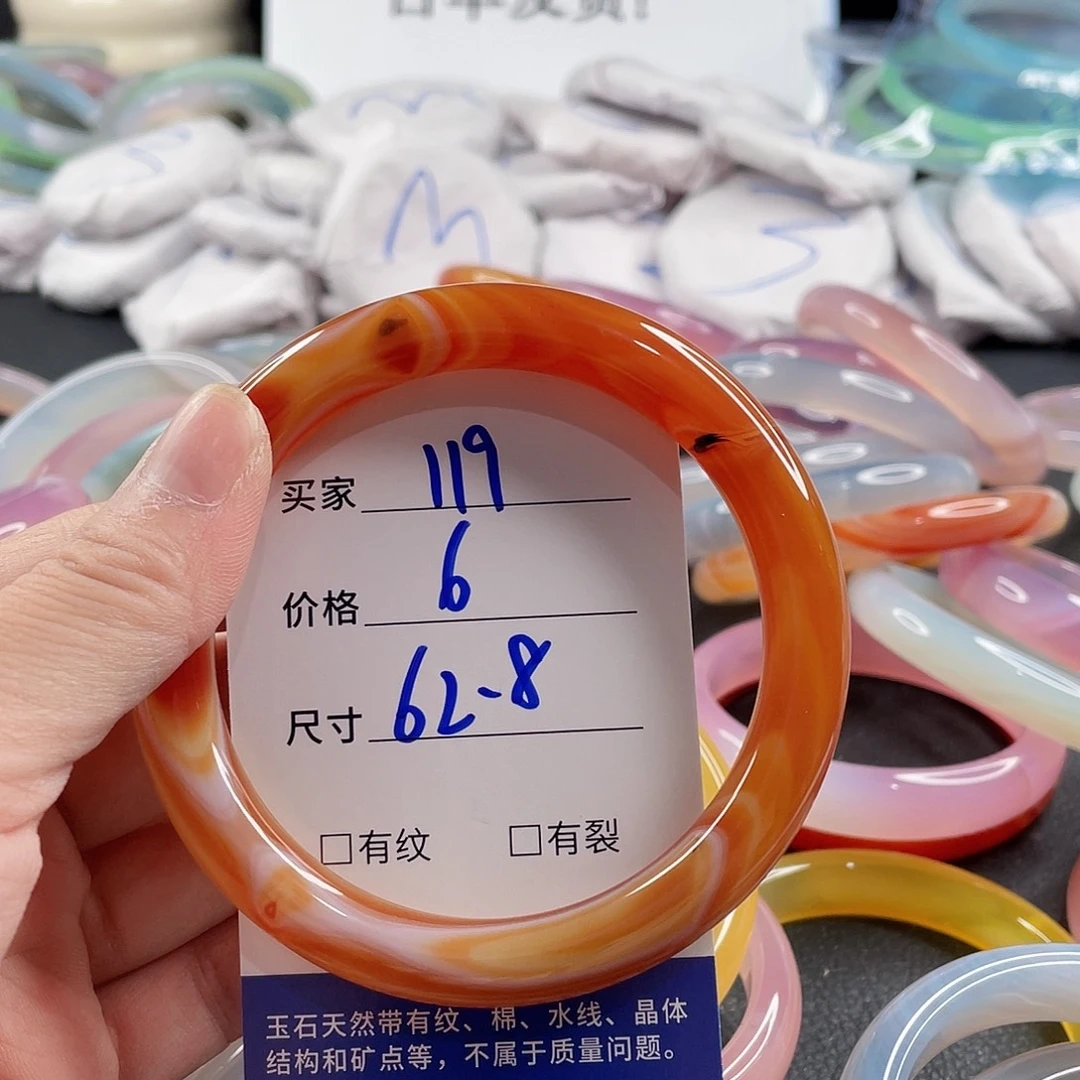 M
S
买家 119
价格 6
尺寸 62-8
□有纹 □有裂
玉石天然带有纹、棉、水线、晶体
结构和矿点等，不属于质量问题。